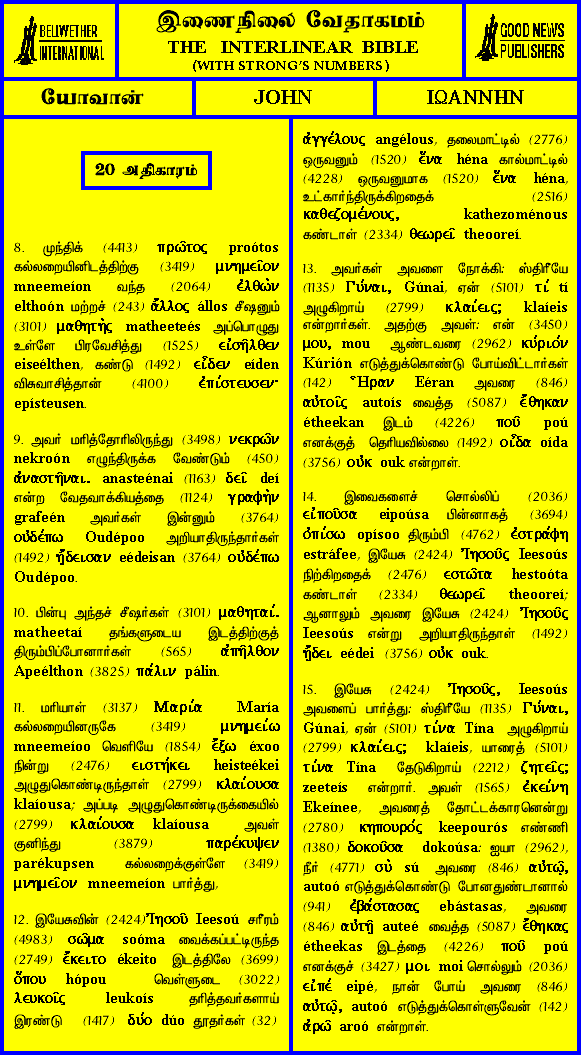 BELLWETHER
INTERNATIONAL
இணைநிலை வேதாகமம்
THE INTERLINEAR BIBLE
(WITH STRONG'S NUMBERS)
GOOD NEWS
PUBLISHERS
யோவான்
JOHN
ΙΩΑΝΝΗΝ
20 அதிகாரம்
8. முந்திக் (4413) πρῶτος proótos
கல்லறையினிடத்திற்கு (3419) μνημεῖον
mneemeíon வந்த (2064) ἐλθὼν
elthoón மற்றச் (243) ἄλλος állos சீஷனும்
(3101) μαθητὴς matheeteés அப்பொழுது
உள்ளே பிரவேசித்து (1525) εἰσῆλθεν
eiseélthen, கண்டு (1492) εἶδεν eíden
விசுவாசித்தான் (4100) ἐπίστευσεν·
epísteusen.
9. அவர் மரித்தோரிலிருந்து (3498) νεκρῶν
nekroón எழுந்திருக்க வேண்டும் (450)
ἀναστῆναι. anasteénai (1163) δεῖ deí
என்ற வேதவாக்கியத்தை (1124) γραφὴν
grafeén அவர்கள் இன்னும் (3764)
οὐδέπω Oudépoo அறியாதிருந்தார்கள்
(1492) ᾔδεισαν eédeisan (3764) οὐδέπω
Oudépoo.
10. பின்பு அந்தச் சீஷர்கள் (3101) μαθηταί.
matheetaí தங்களுடைய இடத்திற்குத்
திரும்பிப்போனார்கள் (565) ἀπῆλθον
Apeélthon (3825) πάλιν pálin.
11. மரியாள் (3137) Μαρία María
கல்லறையினருகே (3419) μνημείω
mneemeíoo வெளியே (1854) ἔξω éxoo
நின்று (2476) ειστήκει heisteékei
அழுதுகொண்டிருந்தாள் (2799) κλαίουσα
klaíousa; அப்படி அழுதுகொண்டிருக்கையில்
(2799) κλαίουσα klaíousa அவள்
குனிந்து (3879) παρέκυψεν
parékupsen கல்லறைக்குள்ளே (3419)
μνημεῖον mneemeíon பார்த்து,
12. இயேசுவின் (2424) Ἰησοῦ Ieesoú சரீரம்
(4983) σῶμα soóma வைக்கப்பட்டிருந்த
(2749) ἔκειτο ékeito இடத்திலே (3699)
ὅπου hópou வெள்ளுடை (3022)
λευκοῖς leukoís தரித்தவர்களாய்
இரண்டு (1417) δύο dúo தூதர்கள் (32)
ἀγγέλους angélous, தலைமாட்டில் (2776)
ஒருவனும் (1520) ἕνα héna கால்மாட்டில்
(4228) ஒருவனுமாக (1520) ἕνα héna,
உட்கார்ந்திருக்கிறதைக் (2516)
καθεζομένους, kathezoménous
கண்டாள் (2334) θεωρεῖ theooreí.
13. அவர்கள் அவளை நோக்கி: ஸ்திரீயே
(1135) Γύναι, Gúnai, ஏன் (5101) τί tí
அழுகிறாய் (2799) κλαίεις; klaíeis
என்றார்கள். அதற்கு அவள்: என் (3450)
μου, mou ஆண்டவரை (2962) κύριόν
Kúrión எடுத்துக்கொண்டு போய்விட்டார்கள்
(142) Ἦραν Eéran அவரை (846)
αὐτοῖς autoís வைத்த (5087) ἔθηκαν
étheekan இடம் (4226) ποῦ poú
எனக்குத் தெரியவில்லை (1492) οἶδα oída
(3756) οὐκ ouk என்றாள்.
14. இவைகளைச் சொல்லிப் (2036)
εἰποῦσα eipoúsa பின்னாகத் (3694)
ὀπίσω opísoo திரும்பி (4762) ἐστράφη
estráfee, இயேசு (2424) Ἰησοῦς Ieesoús
நிற்கிறதைக் (2476) εστῶτα hestoóta
கண்டாள் (2334) θεωρεῖ theooreí;
ஆனாலும் அவரை இயேசு (2424) Ἰησοῦς
Ieesoús என்று அறியாதிருந்தாள் (1492)
ᾔδει eédei (3756) οὐκ ouk.
15. இயேசு (2424) Ἰησοῦς, Ieesoús
அவளைப் பார்த்து: ஸ்திரீயே (1135) Γύναι,
Gúnai, ஏன் (5101) τίνα Tína அழுகிறாய்
(2799) κλαίεις; klaíeis, யாரைத் (5101)
τίνα Tína தேடுகிறாய் (2212) ζητεῖς;
zeeteís என்றார். அவள் (1565) ἐκείνη
Ekeínee, அவரைத் தோட்டக்காரனென்று
(2780) κηπουρός keepourós எண்ணி
(1380) δοκοῦσα dokoúsa: ஐயா (2962),
நீர் (4771) σὺ sú அவரை (846) αὐτῷ,
autoó எடுத்துக்கொண்டு போனதுண்டானால்
(941) ἐβάστασας ebástasas, அவரை
(846) αὐτῇ auteé வைத்த (5087) ἔθηκας
étheekas இடத்தை (4226) ποῦ poú
எனக்குச் (3427) μοι moi சொல்லும் (2036)
εἰπέ eipé, நான் போய் அவரை (846)
αὐτῷ, autoó எடுத்துக்கொள்ளுவேன் (142)
ἀρῶ aroó என்றாள்.